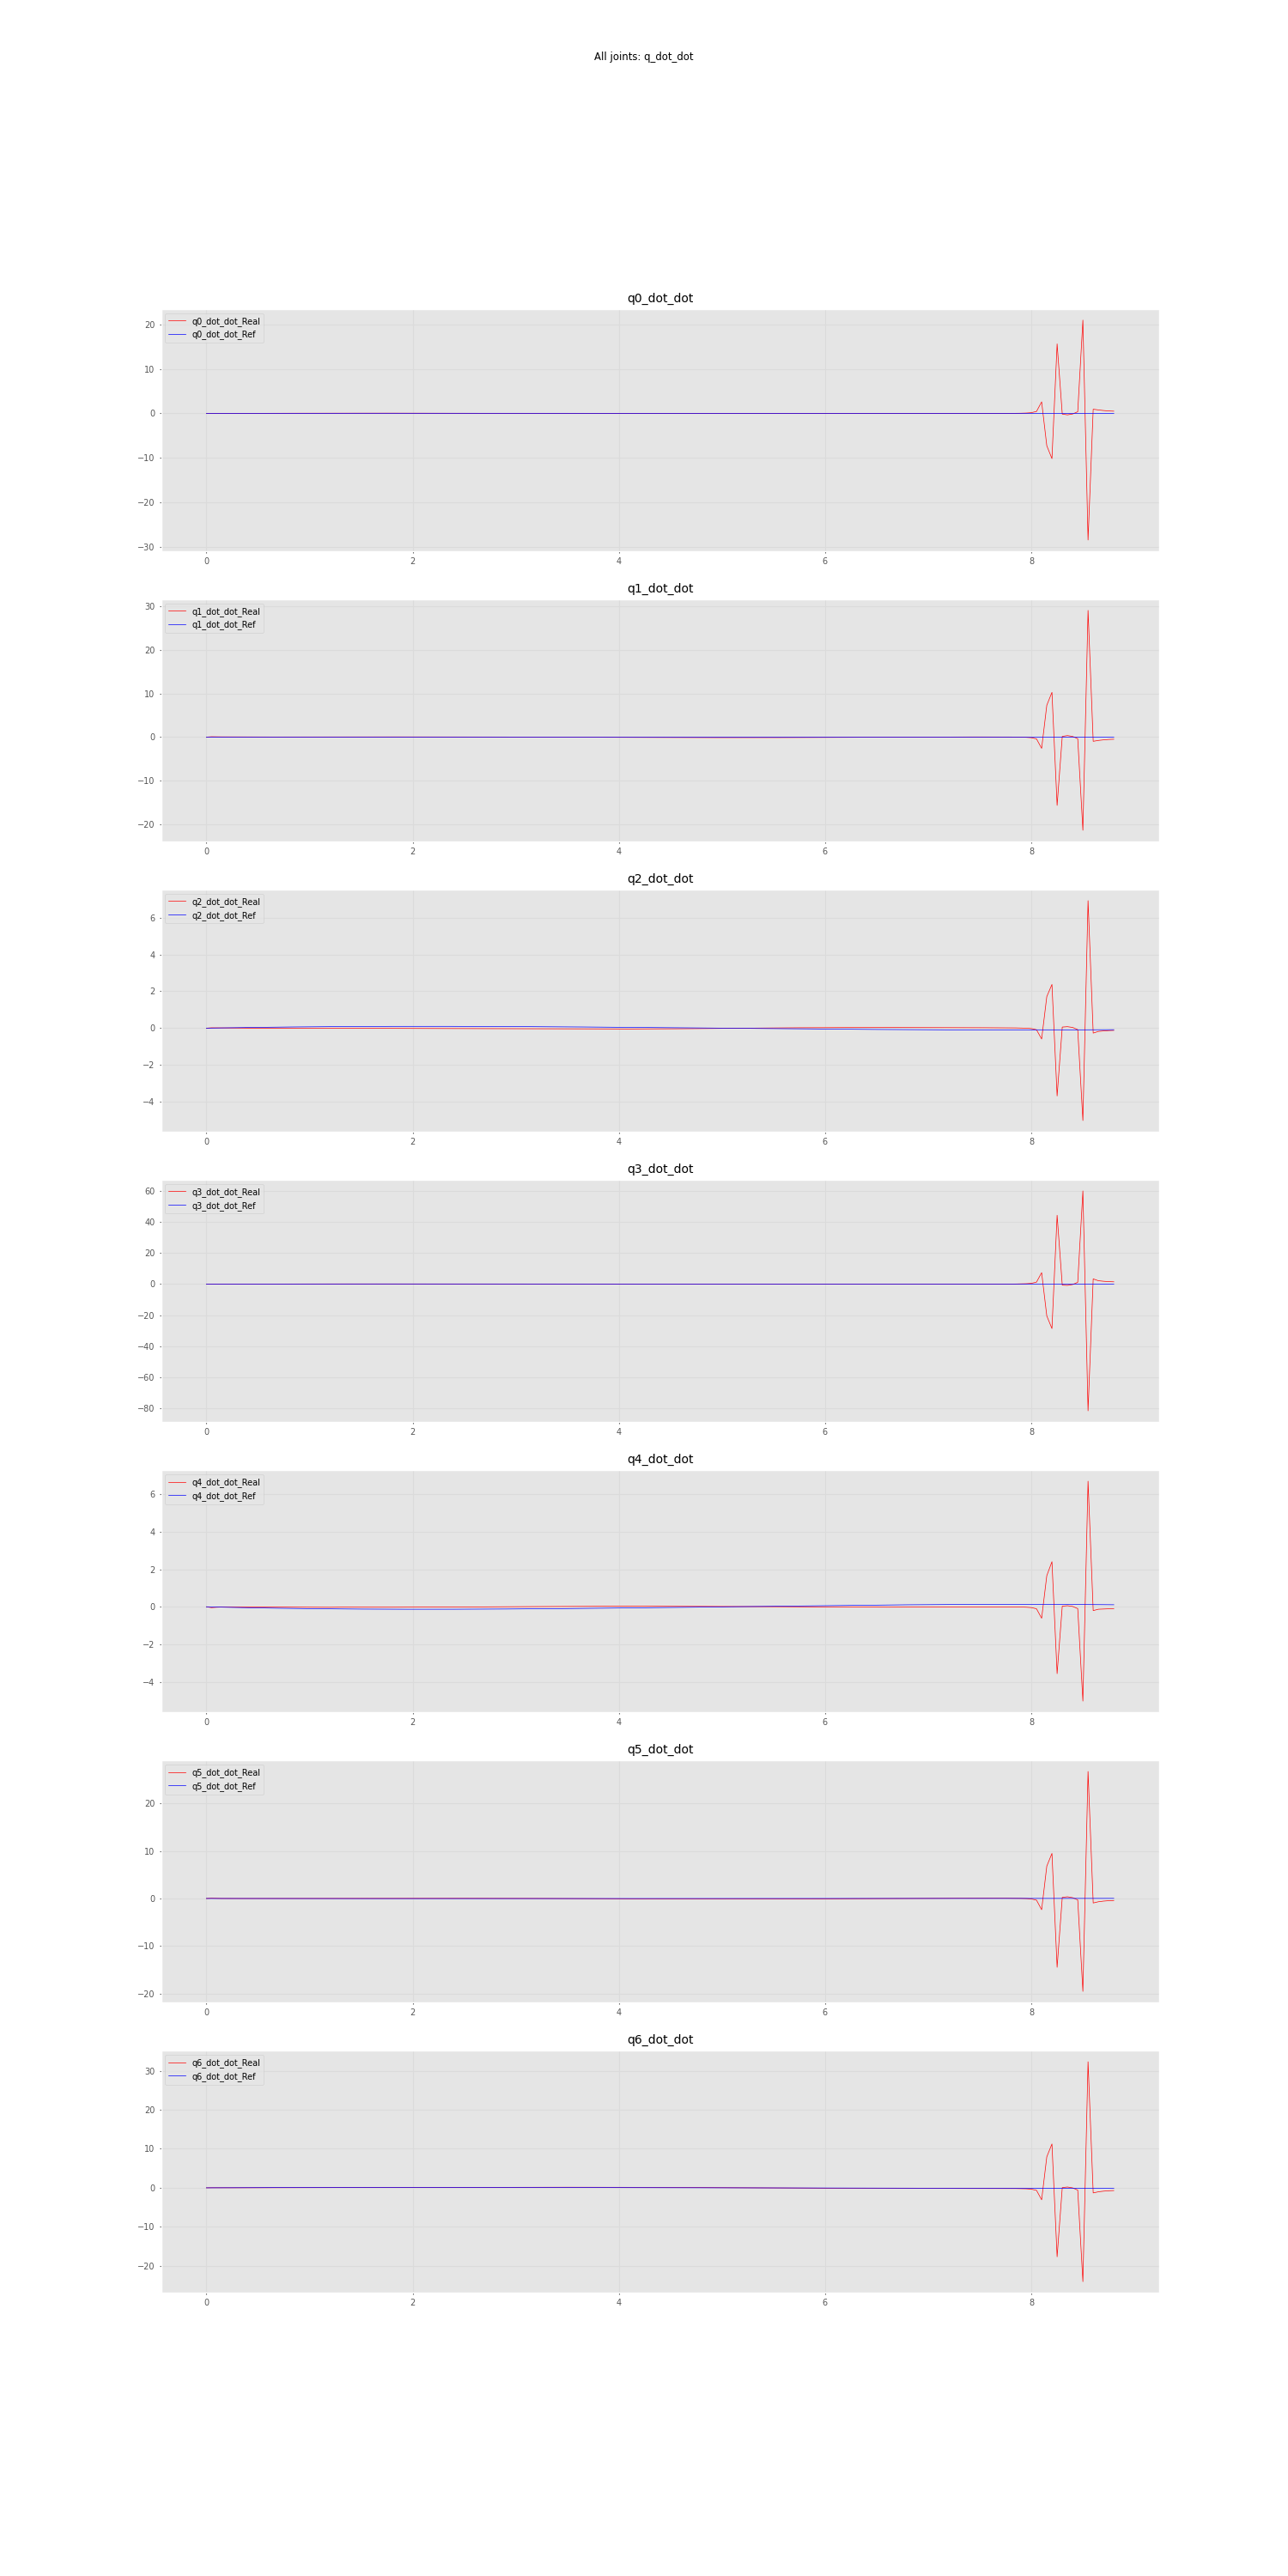 All joints: q_dot_dot
q0_dot_dot
q0_dot_dot_Real
q0_dot_dot_Ref
20
10
0
−10
−20
−30
0 2 4 6 8
q1_dot_dot
q1_dot_dot_Real
q1_dot_dot_Ref
30
20
10
0
−10
−20
0 2 4 6 8
q2_dot_dot
q2_dot_dot_Real
q2_dot_dot_Ref
6
4
2
0
−2
−4
0 2 4 6 8
q3_dot_dot
q3_dot_dot_Real
q3_dot_dot_Ref
60
40
20
0
−20
−40
−60
−80
0 2 4 6 8
q4_dot_dot
q4_dot_dot_Real
q4_dot_dot_Ref
6
4
2
0
−2
−4
0 2 4 6 8
q5_dot_dot
q5_dot_dot_Real
q5_dot_dot_Ref
20
10
0
−10
−20
0 2 4 6 8
q6_dot_dot
q6_dot_dot_Real
q6_dot_dot_Ref
30
20
10
0
−10
−20
0 2 4 6 8